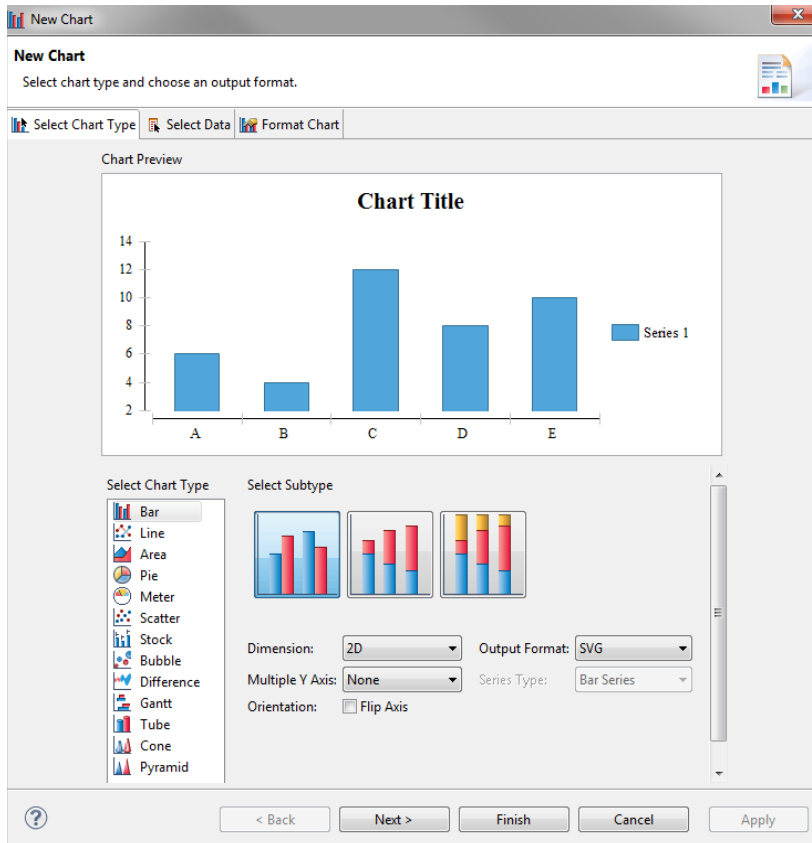 New Chart
New Chart
Select chart type and choose an output format.
Select Chart Type Select Data Format Chart
Chart Preview
Chart Title
14
12
10
8
6
4
2
A B C D E
Series 1
Select Chart Type
Bar
Line
Area
Pie
Meter
Scatter
Stock
Bubble
Difference
Gantt
Tube
Cone
Pyramid
Select Subtype
Dimension: 2D Output Format: SVG
Multiple Y Axis: None Series Type: Bar Series
Orientation: Flip Axis
? < Back Next > Finish Cancel Apply